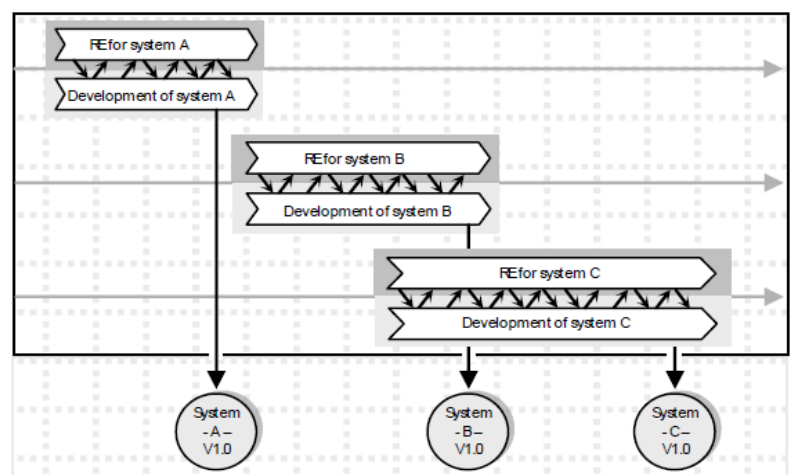 RE for system A
Development of system A
RE for system B
Development of system B
RE for system C
Development of system C
System
- A –
V1.0
System
- B –
V1.0
System
- C –
V1.0